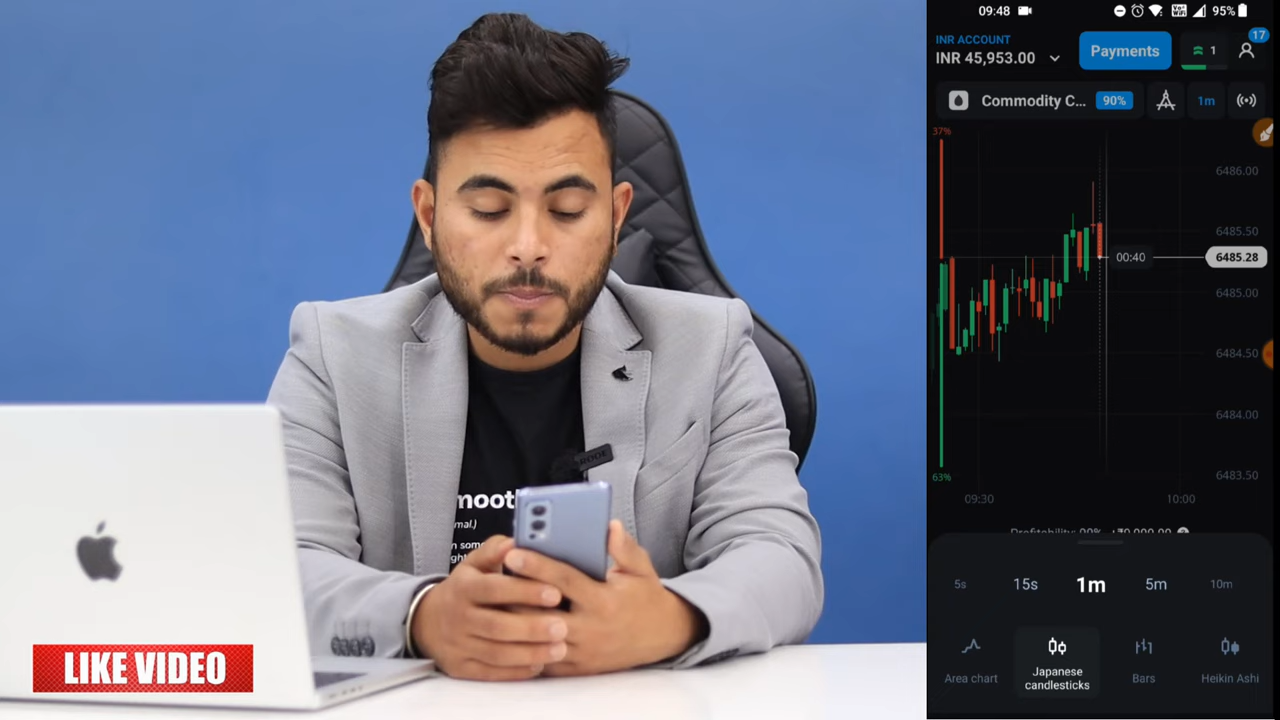 09:48
95%
INR ACCOUNT
INR 45,953.00
Payments
1
17
Commodity C...
90%
1m
37%
6486.00
6485.50
00:40
6485.28
6485.00
6484.50
6484.00
6483.50
63%
09:30
10:00
5s
15s
1m
5m
10m
Area chart
Japanese
candlesticks
Bars
Heikin Ashi
LIKE VIDEO